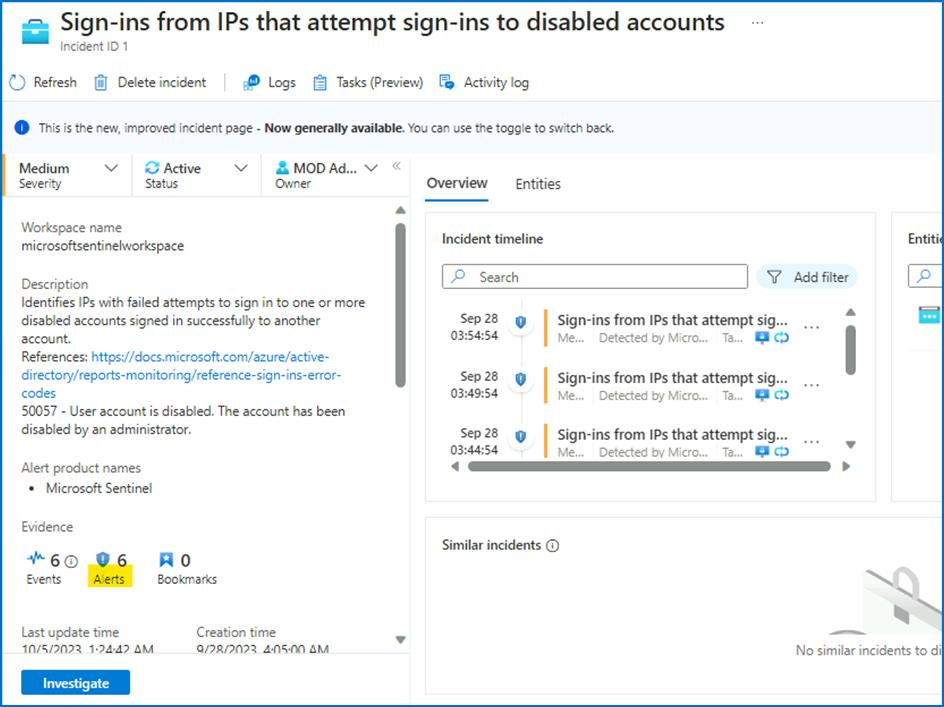 Sign-ins from IPs that attempt sign-ins to disabled accounts ...
Incident ID 1
Refresh Delete incident Logs Tasks (Preview) Activity log
This is the new, improved incident page - Now generally available. You can use the toggle to switch back.
Medium
Severity
Active
Status
MOD Ad...
Owner
Workspace name
microsoftsentinelworkspace
Description
Identifies IPs with failed attempts to sign in to one or more
disabled accounts signed in successfully to another
account.
References: https://docs.microsoft.com/azure/active-
directory/reports-monitoring/reference-sign-ins-error-
codes
50057 - User account is disabled. The account has been
disabled by an administrator.
Alert product names
• Microsoft Sentinel
Evidence
6 6 0
Events Alerts Bookmarks
Last update time Creation time
10/5/2023, 1:24:42 AM 9/28/2023, 4:05:00 AM
Investigate
Overview Entities
Incident timeline
Search Add filter
Sep 28
03:54:54
Sign-ins from IPs that attempt sig... ...
Me... Detected by Micro... Ta...
Sep 28
03:49:54
Sign-ins from IPs that attempt sig... ...
Me... Detected by Micro... Ta...
Sep 28
03:44:54
Sign-ins from IPs that attempt sig... ...
Me... Detected by Micro... Ta...
Similar incidents
No similar incidents to di
Entitie